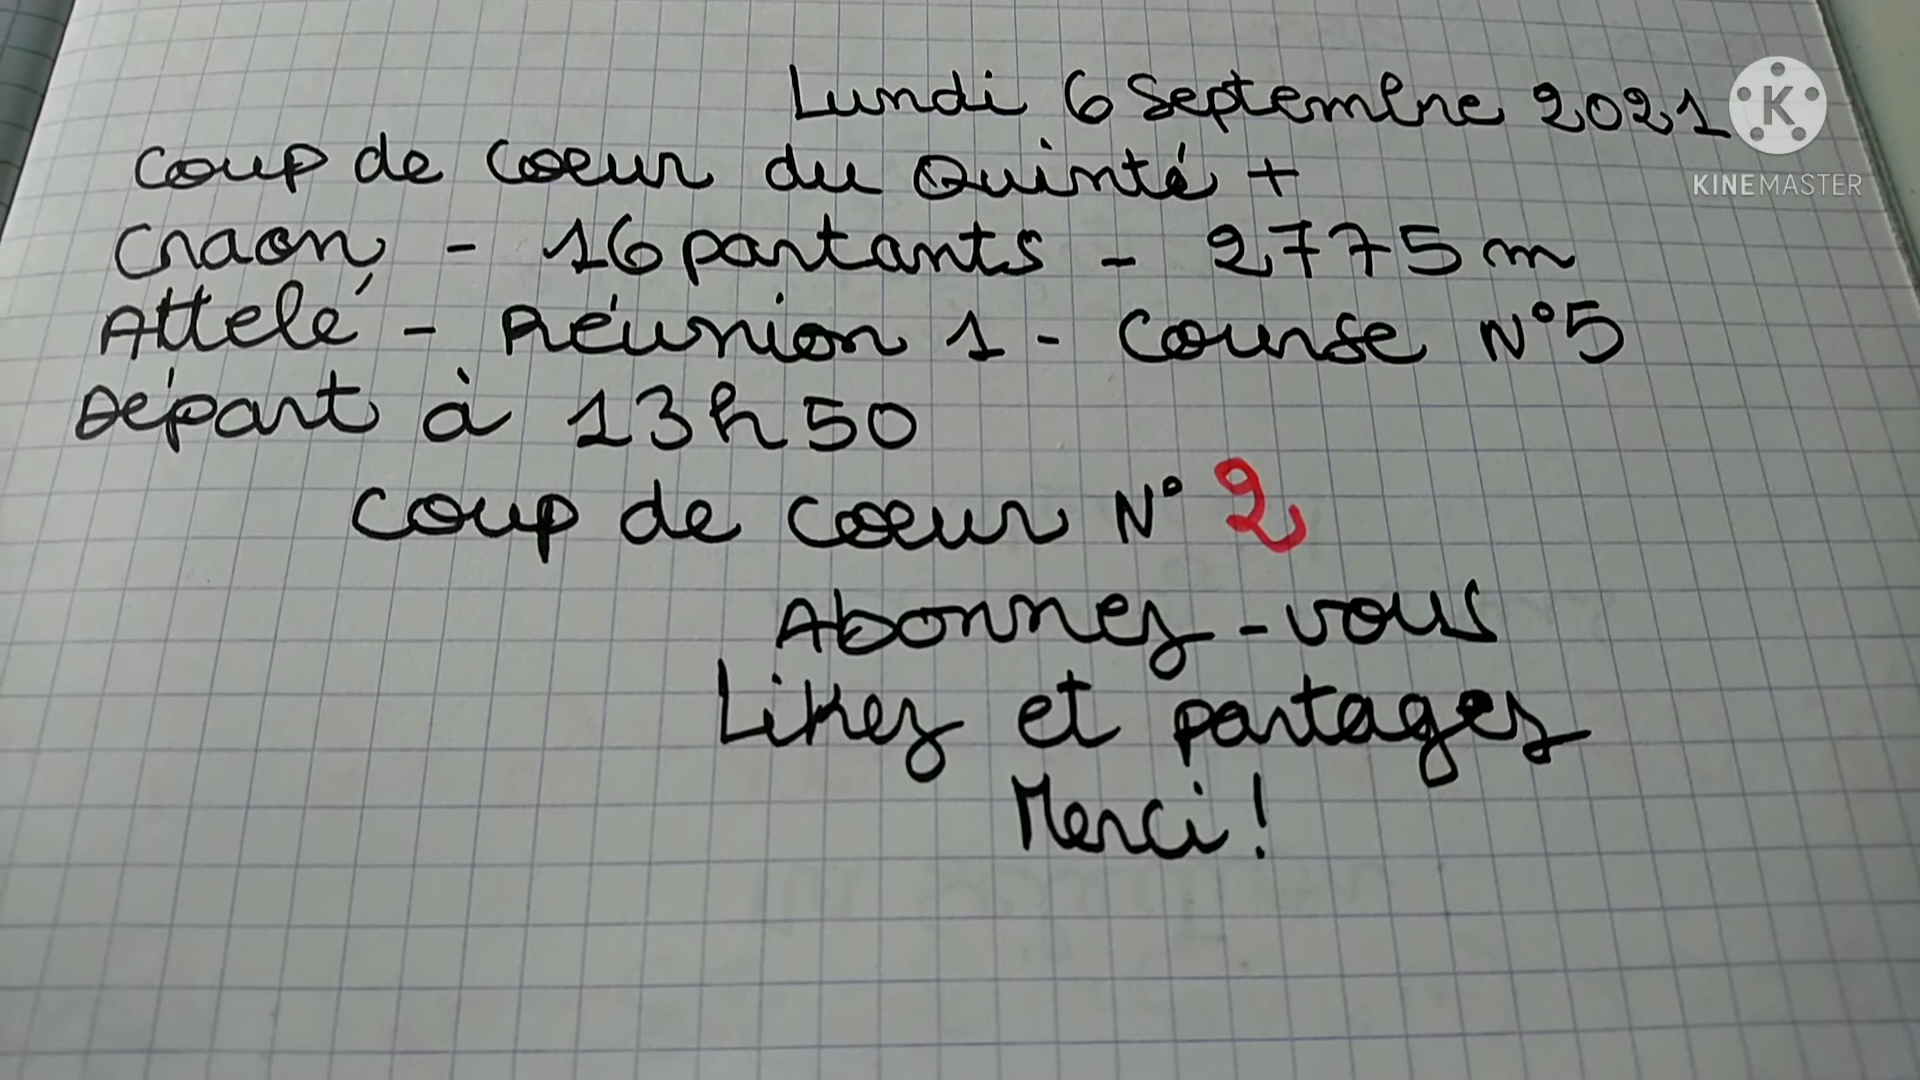 Lundi 6 Septembre 2021
K
KINEMASTER
Coup de coeur du Quinté +
Craon, - 16 partants - 2775 m
Attelé - Réunion 1 - Course N°5
Départ à 13h50
Coup de coeur N° 2
Abonnez-vous
Likez et partagez
Merci !